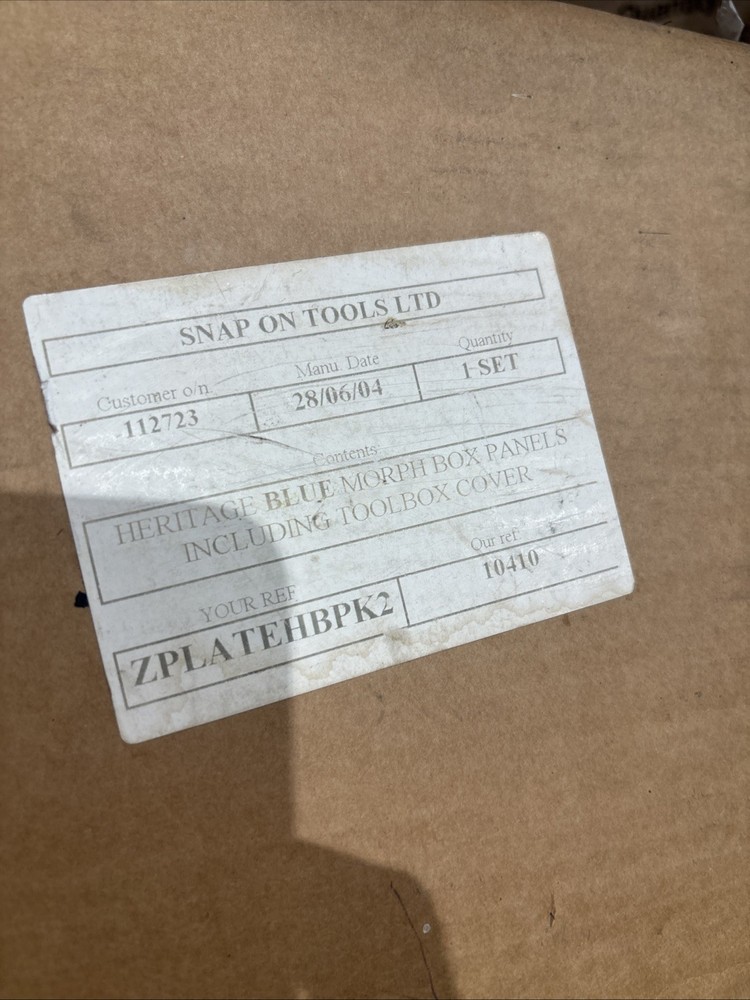 SNAP ON TOOLS LTD
Customer o/n
Manu. Date
Quantity
112723
28/06/04
1 SET
Contents
HERITAGE BLUE MORPH BOX PANELS
INCLUDING TOOLBOX COVER
YOUR REF
Our ref
ZPLATEHBPK2
10410